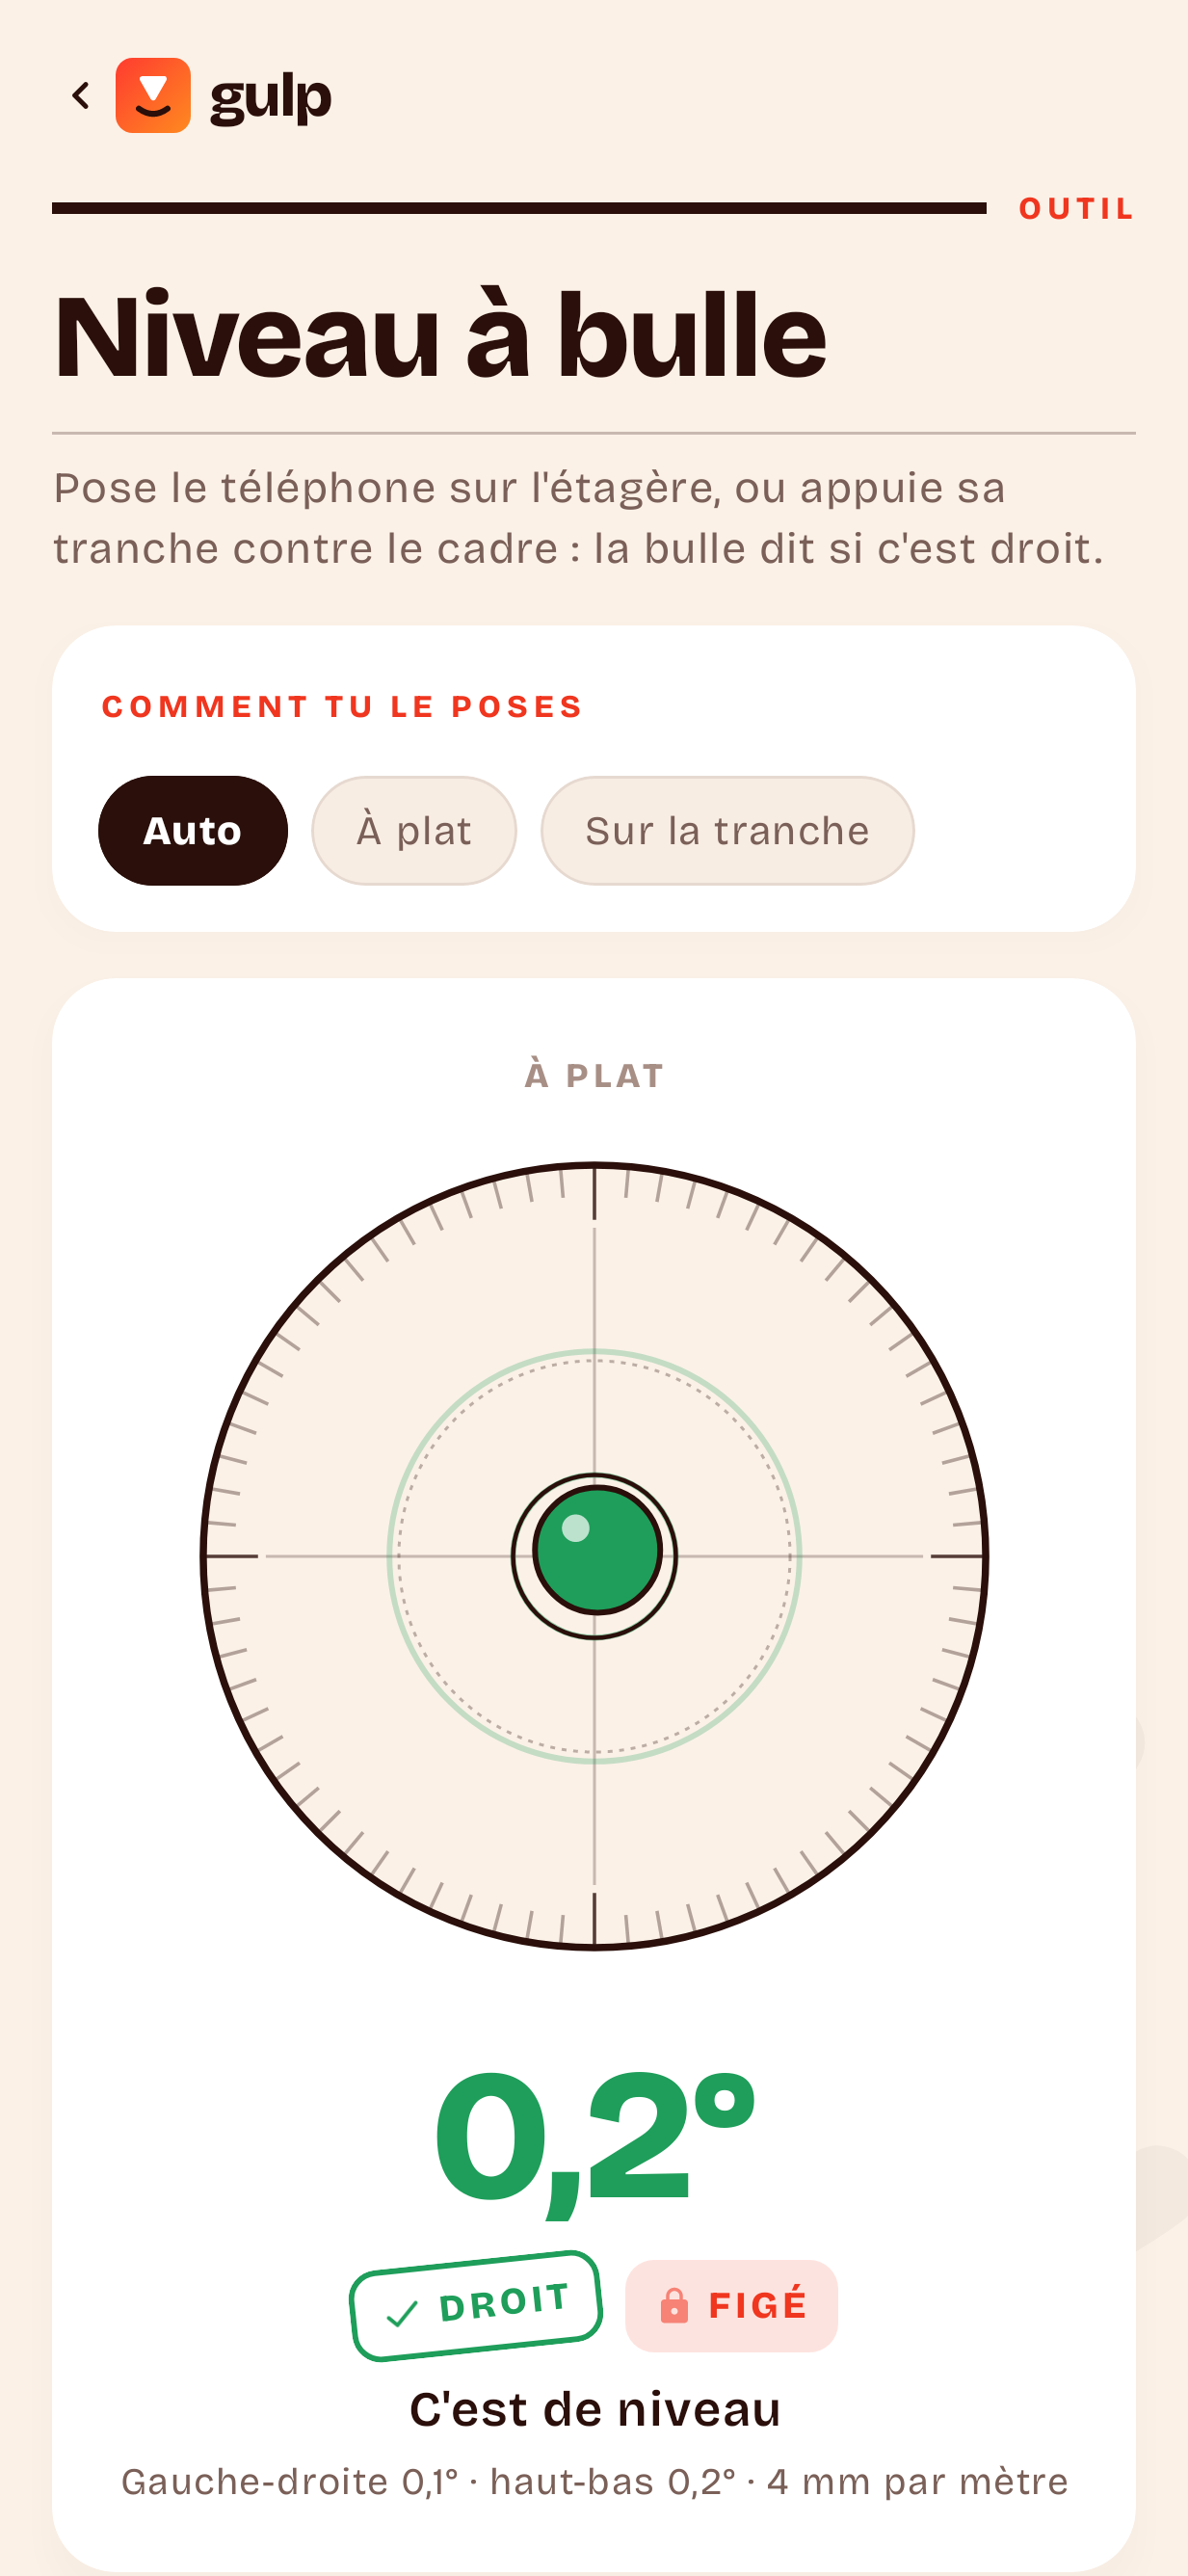 gulp
OUTIL
Niveau à bulle
Pose le téléphone sur l'étagère, ou appuie sa
tranche contre le cadre : la bulle dit si c'est droit.
COMMENT TU LE POSES
Auto
À plat
Sur la tranche
À PLAT
0,2°
DROIT
FIGÉ
C'est de niveau
Gauche-droite 0,1° · haut-bas 0,2° · 4 mm par mètre